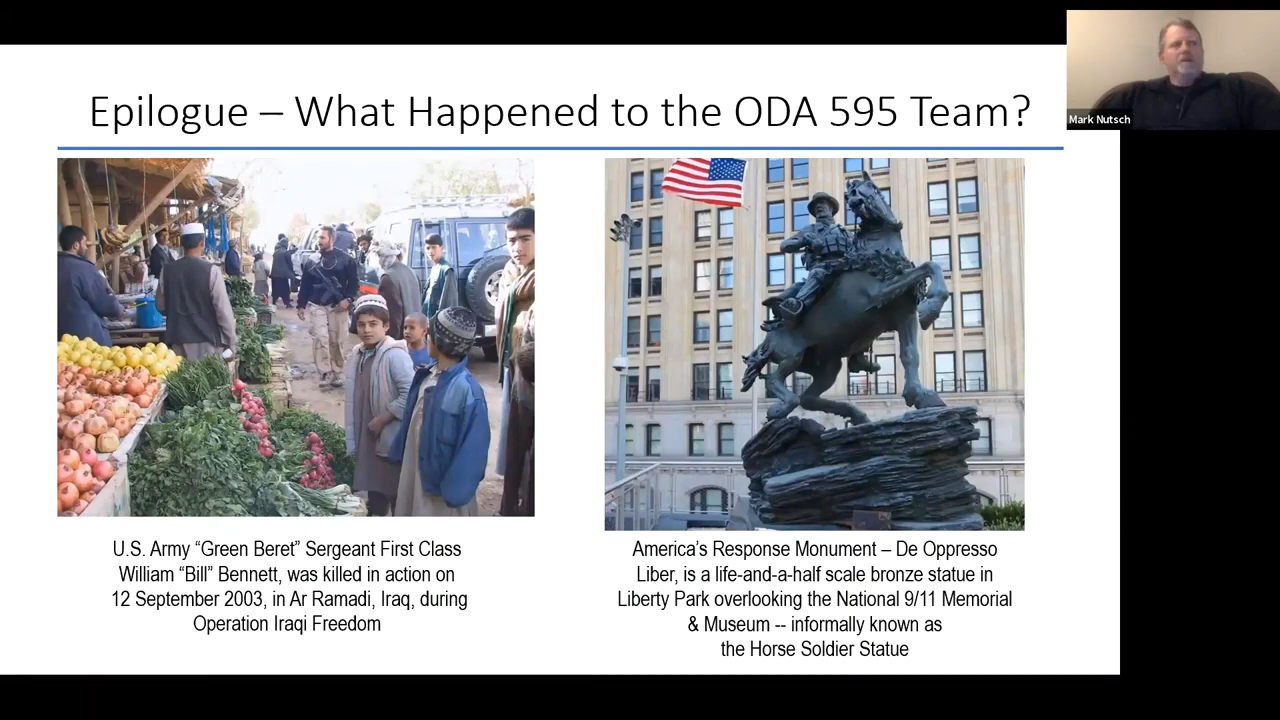 Epilogue – What Happened to the ODA 595 Team?
Mark Nutsch
U.S. Army “Green Beret” Sergeant First Class
William “Bill” Bennett, was killed in action on
12 September 2003, in Ar Ramadi, Iraq, during
Operation Iraqi Freedom
America’s Response Monument – De Oppresso
Liber, is a life-and-a-half scale bronze statue in
Liberty Park overlooking the National 9/11 Memorial
& Museum -- informally known as
the Horse Soldier Statue